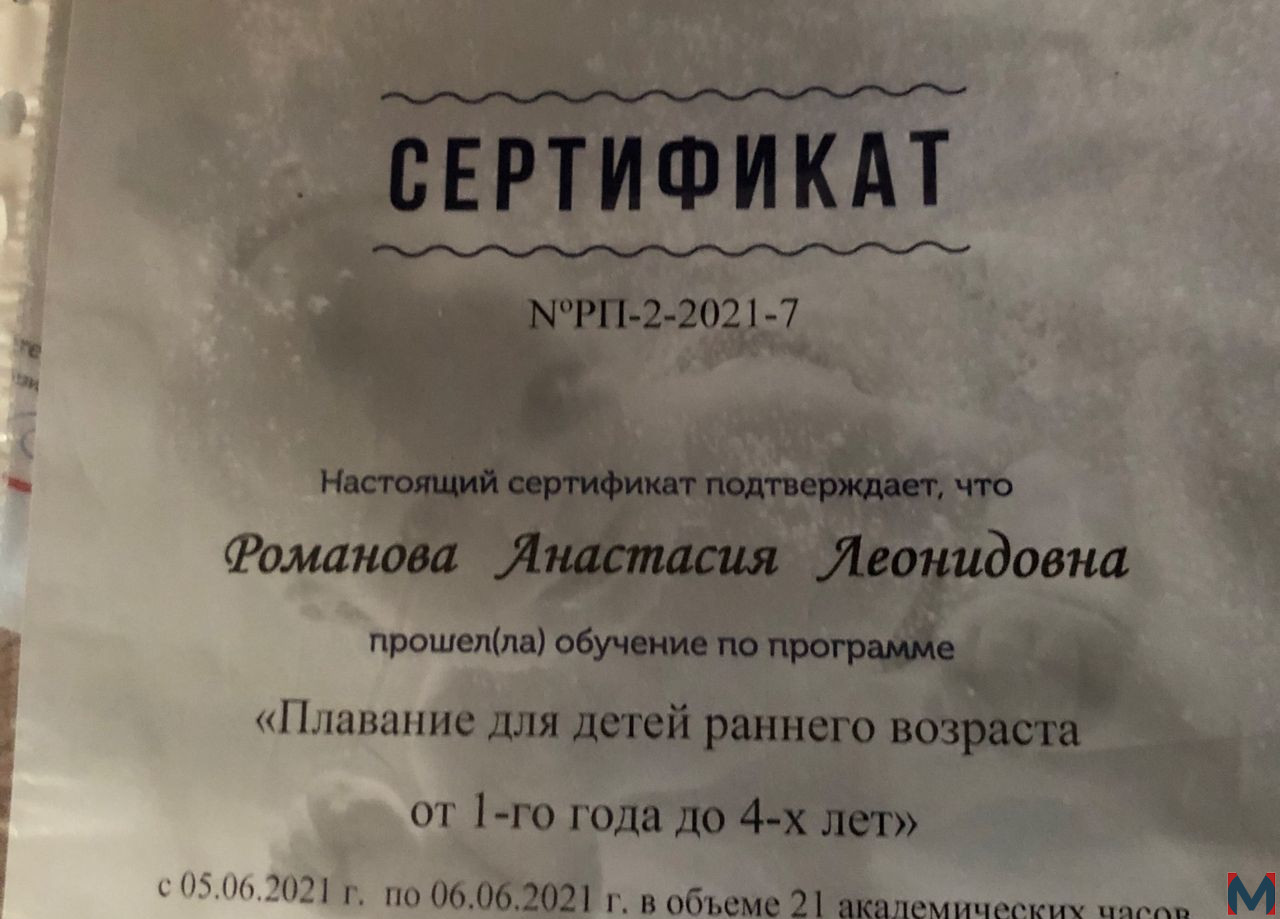 СЕРТИФИКАТ
№РП-2-2021-7
Настоящий сертификат подтверждает, что
Романова Анастасия Леонидовна
прошел(ла) обучение по программе
«Плавание для детей раннего возраста
от 1-го года до 4-х лет»
с 05.06.2021 г. по 06.06.2021 г. в объеме 21 академических часов
M